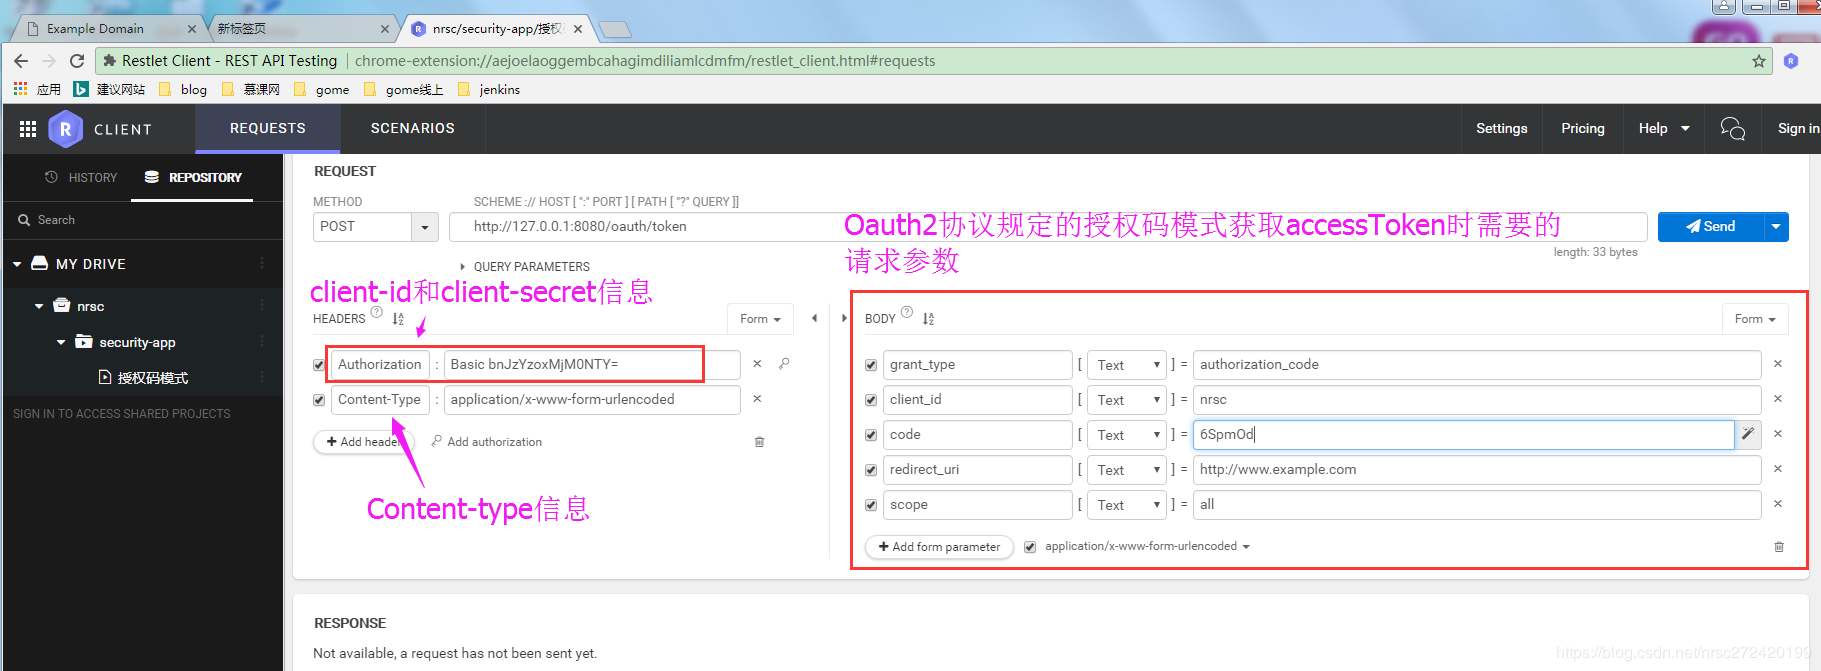 Example Domain
新标签页
nrsc/security-app/授权
Restlet Client - REST API Testing
chrome-extension://aejoelaoggembcahagimdiliamlcdmfm/restlet_client.html#requests
应用
建议网站
blog
慕课网
gome
gome线上
jenkins
R
CLIENT
REQUESTS
SCENARIOS
Settings
Pricing
Help
Sign in
HISTORY
REPOSITORY
Search
MY DRIVE
nrsc
security-app
授权码模式
SIGN IN TO ACCESS SHARED PROJECTS
REQUEST
METHOD
SCHEME :// HOST [ ":" PORT ] [ PATH [ "?" QUERY ]]
POST
http://127.0.0.1:8080/oauth/token
Send
length: 33 bytes
QUERY PARAMETERS
Oauth2协议规定的授权码模式获取accessToken时需要的
请求参数
client-id和client-secret信息
HEADERS ?
Form
Authorization : Basic bnJzYzoxMjM0NTY=
Content-Type : application/x-www-form-urlencoded
+ Add header
Add authorization
Content-type信息
BODY ?
Form
grant_type [ Text ] = authorization_code
client_id [ Text ] = nrsc
code [ Text ] = 6SpmOd
redirect_uri [ Text ] = http://www.example.com
scope [ Text ] = all
+ Add form parameter
application/x-www-form-urlencoded
RESPONSE
Not available, a request has not been sent yet.
https://blog.csdn.net/nrsc272420199